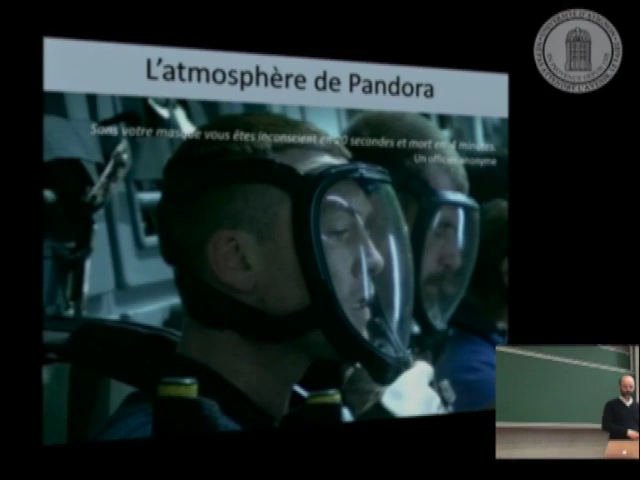 L'atmosphère de Pandora
Sans votre masque vous êtes inconscient en 20 secondes et mort en 4 minutes.
Un officier anonyme